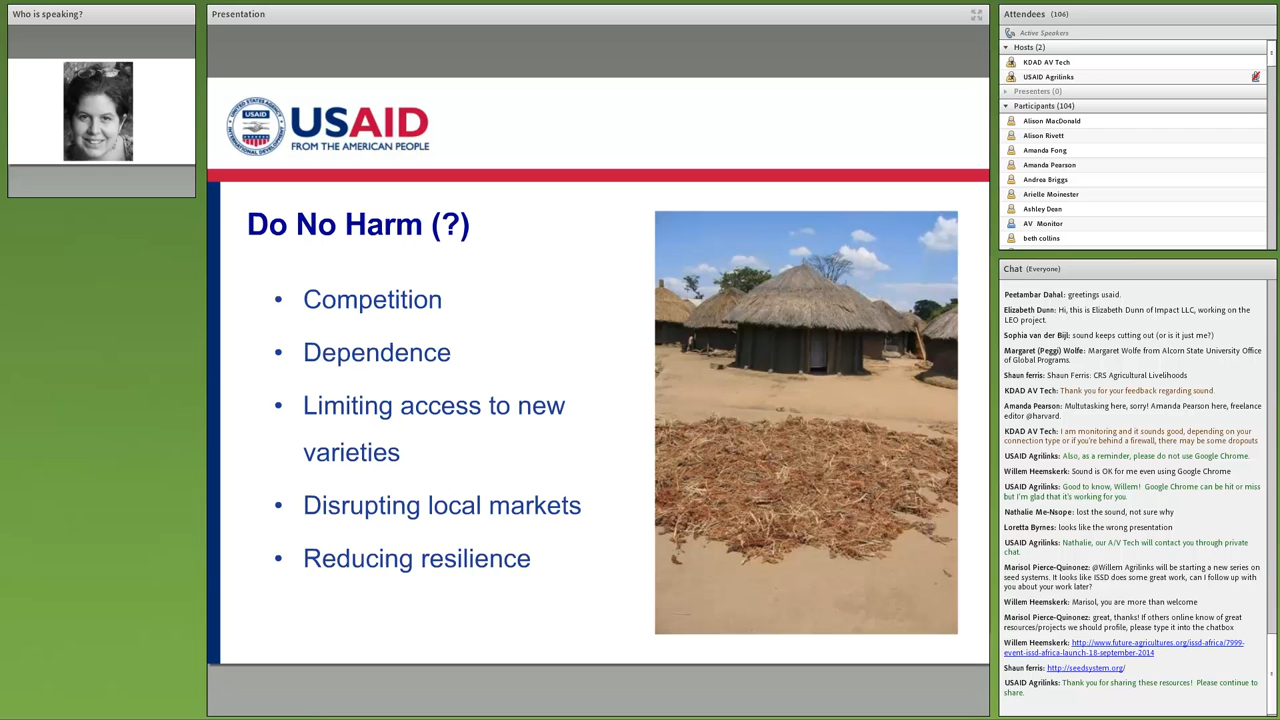 Who is speaking?
Presentation
UNITED STATES AGENCY
USAID
INTERNATIONAL DEVELOPMENT
USAID
FROM THE AMERICAN PEOPLE
Do No Harm (?)
• Competition
• Dependence
• Limiting access to new
varieties
• Disrupting local markets
• Reducing resilience
Attendees (106)
Active Speakers
Hosts (2)
KDAD AV Tech
USAID Agrilinks
Presenters (0)
Participants (104)
Alison MacDonald
Alison Rivett
Amanda Fong
Amanda Pearson
Andrea Briggs
Arielle Moinester
Ashley Dean
AV Monitor
beth collins
Chat (Everyone)
Peetambar Dahal: greetings usaid.
Elizabeth Dunn: Hi, this is Elizabeth Dunn of Impact LLC, working on the
LEO project.
Sophia van der Bijl: sound keeps cutting out (or is it just me?)
Margaret (Peggi) Wolfe: Margaret Wolfe from Alcorn State University Office
of Global Programs.
Shaun ferris: Shaun Ferris: CRS Agricultural Livelihoods
KDAD AV Tech: Thank you for your feedback regarding sound.
Amanda Pearson: Multutasking here, sorry! Amanda Pearson here, freelance
editor @harvard.
KDAD AV Tech: I am monitoring and it sounds good, depending on your
connection type or if you're behind a firewall, there may be some dropouts
USAID Agrilinks: Also, as a reminder, please do not use Google Chrome.
Willem Heemskerk: Sound is OK for me even using Google Chrome
USAID Agrilinks: Good to know, Willem! Google Chrome can be hit or miss
but I'm glad that it's working for you.
Nathalie Me-Nsope: lost the sound, not sure why
Loretta Byrnes: looks like the wrong presentation
USAID Agrilinks: Nathalie, our A/V Tech will contact you through private
chat.
Marisol Pierce-Quinonez: @Willem Agrilinks will be starting a new series on
seed systems. It looks like ISSD does some great work, can I follow up with
you about your work later?
Willem Heemskerk: Marisol, you are more than welcome
Marisol Pierce-Quinonez: great, thanks! If others online know of great
resources/projects we should profile, please type it into the chatbox
Willem Heemskerk: http://www.future-agricultures.org/issd-africa/7999-
event-issd-africa-launch-18-september-2014
Shaun ferris: http://seedsystem.org/
USAID Agrilinks: Thank you for sharing these resources! Please continue to
share.